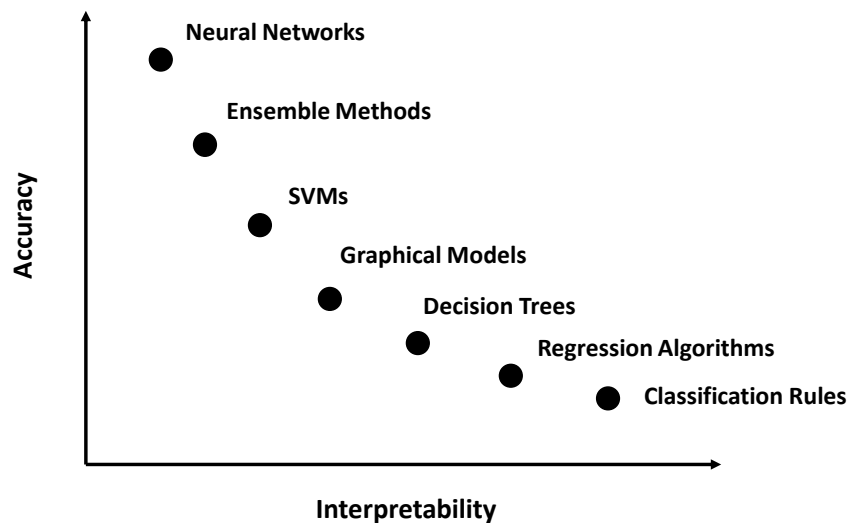 Neural Networks
Ensemble Methods
SVMs
Graphical Models
Decision Trees
Regression Algorithms
Classification Rules
Accuracy
Interpretability